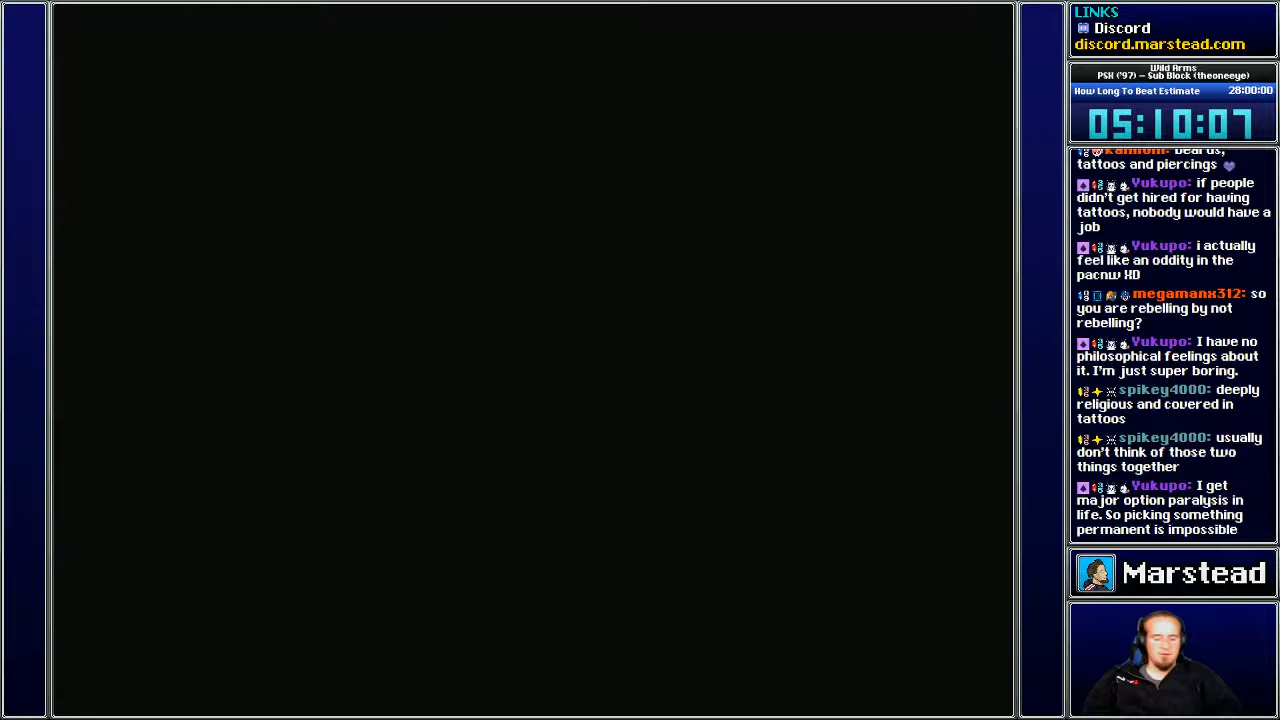 LINKS
Discord
discord.marstead.com
Wild Arms
PSX ('97) – Sub Block (theoneeye)
How Long To Beat Estimate 28:00:00
05:10:07
tattoos and piercings
Yukupo: if people
didn't get hired for having
tattoos, nobody would have a
job
Yukupo: i actually
feel like an oddity in the
pacnw XD
megamanx312: so
you are rebelling by not
rebelling?
Yukupo: I have no
philosophical feelings about
it. I'm just super boring.
spikey4000: deeply
religious and covered in
tattoos
spikey4000: usually
don't think of those two
things together
Yukupo: I get
major option paralysis in
life. So picking something
permanent is impossible
Marstead